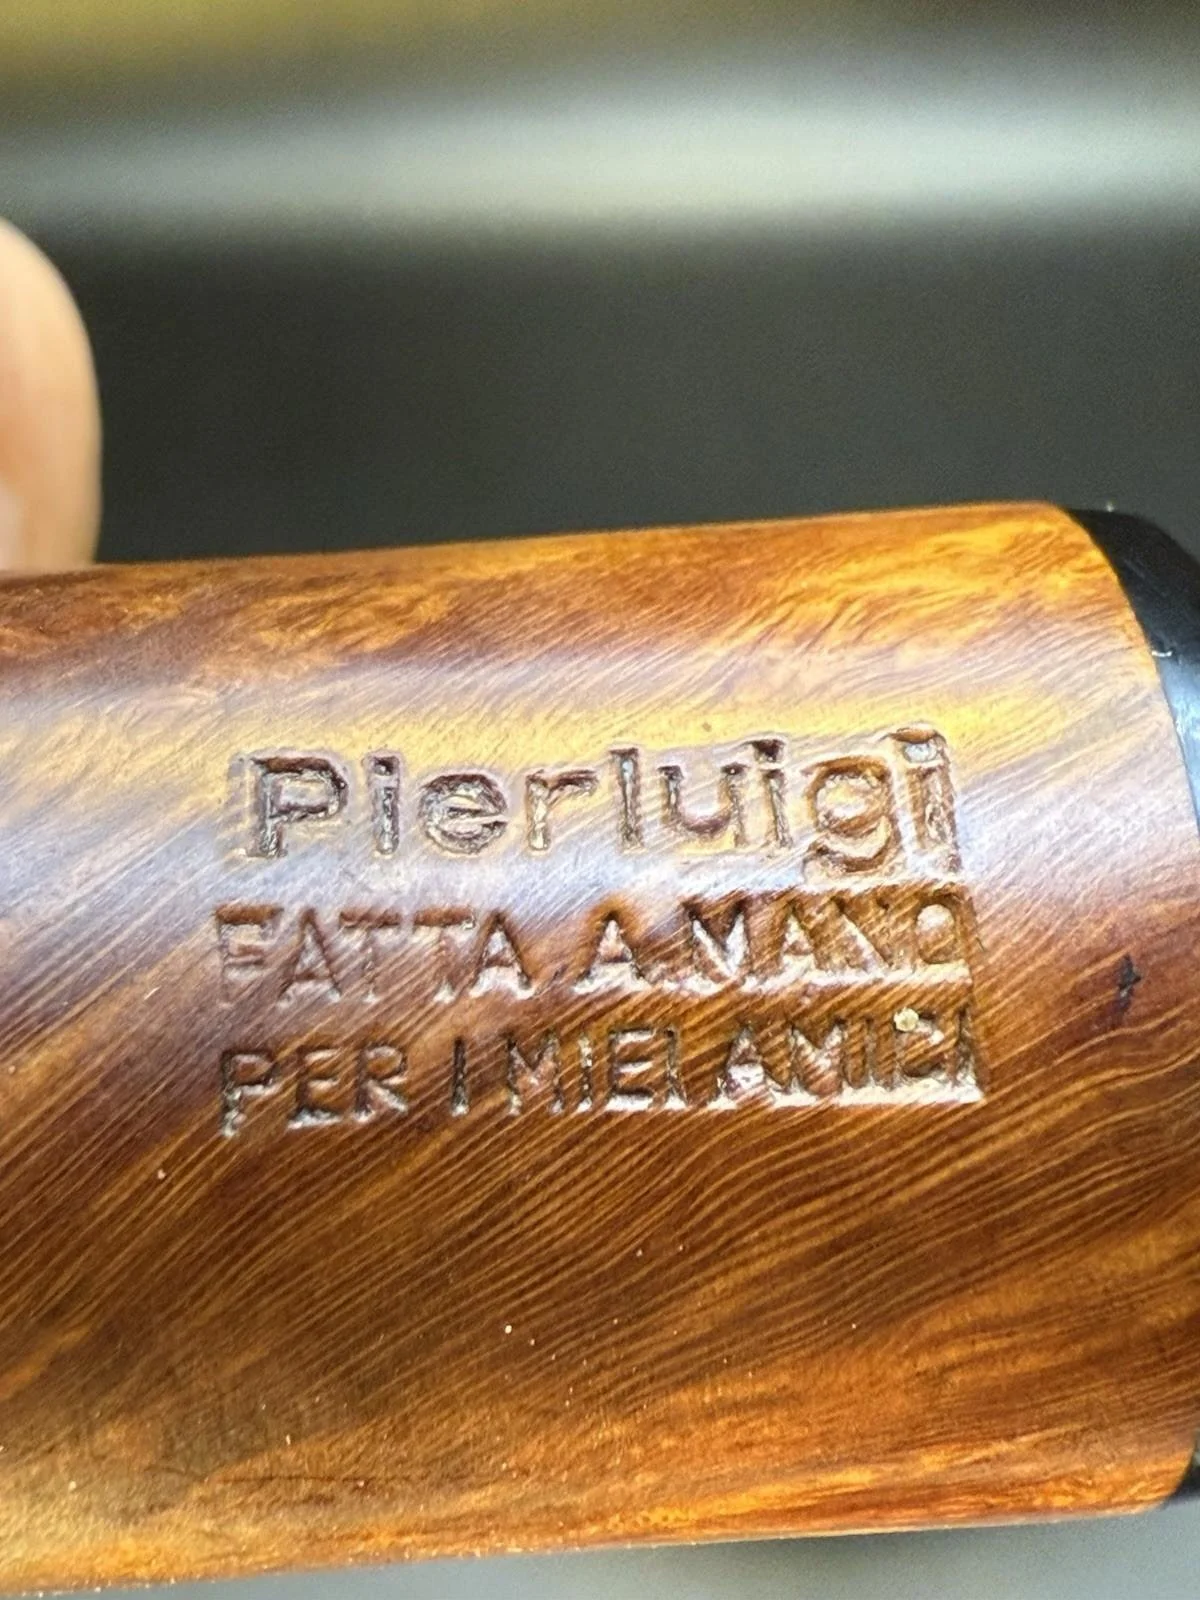 Pierluigi
FATTA A MANO
PER I MIEI AMICI